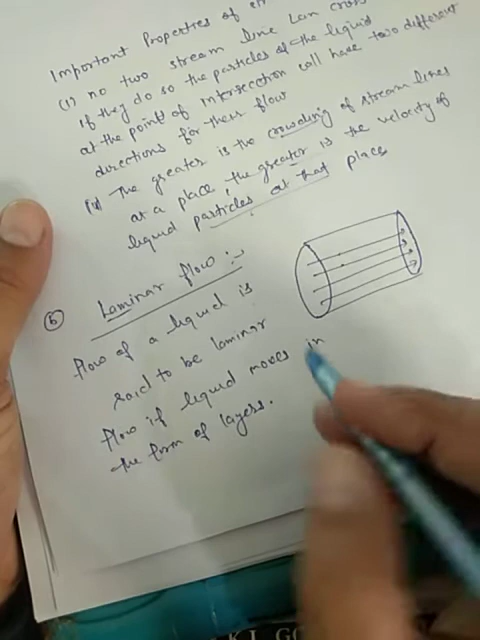 Important Properties of
(i) no two stream line can cross
if they do so the particles of the liquid
at the point of intersection will have two different
directions for their flow
(ii) The greater is the crowding of stream lines
at a place, the greater is the velocity of
liquid particles at that place
(6) Laminar flow :-
flow of a liquid is
said to be laminar
flow if liquid moves in
the form of layers.